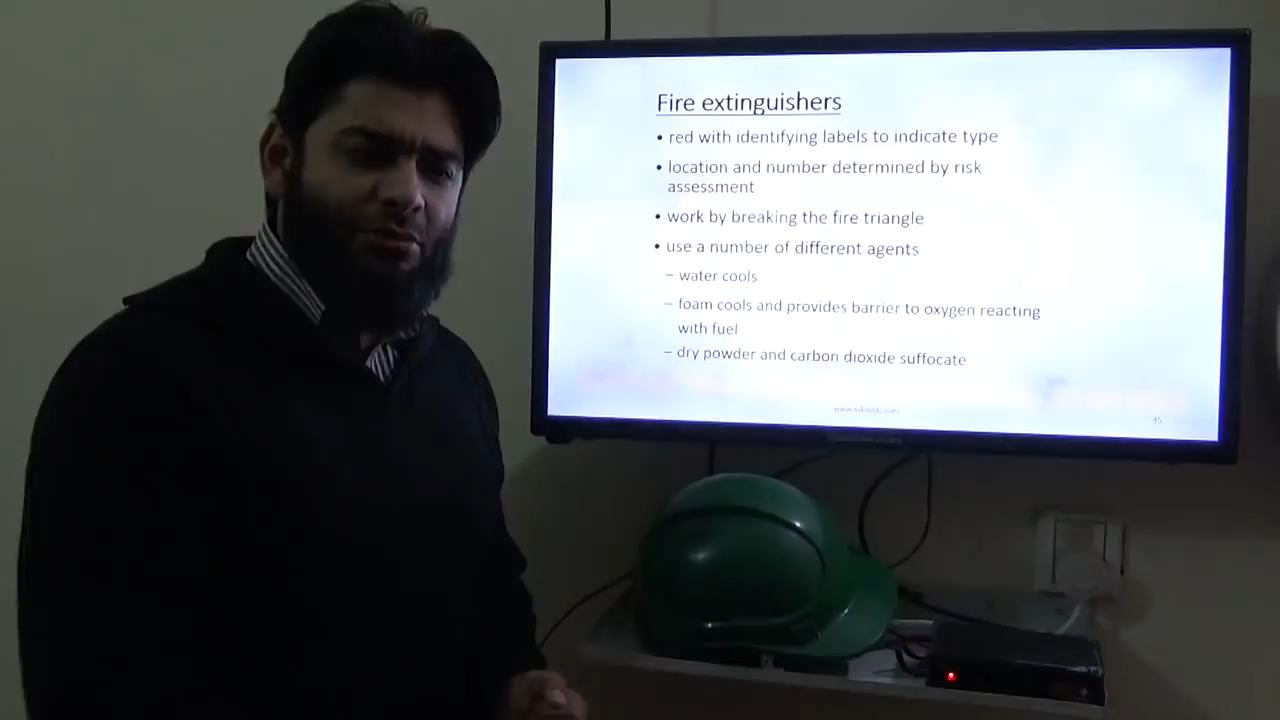 Fire extinguishers
• red with identifying labels to indicate type
• location and number determined by risk
assessment
• work by breaking the fire triangle
• use a number of different agents
– water cools
– foam cools and provides barrier to oxygen reacting
with fuel
– dry powder and carbon dioxide suffocate
45